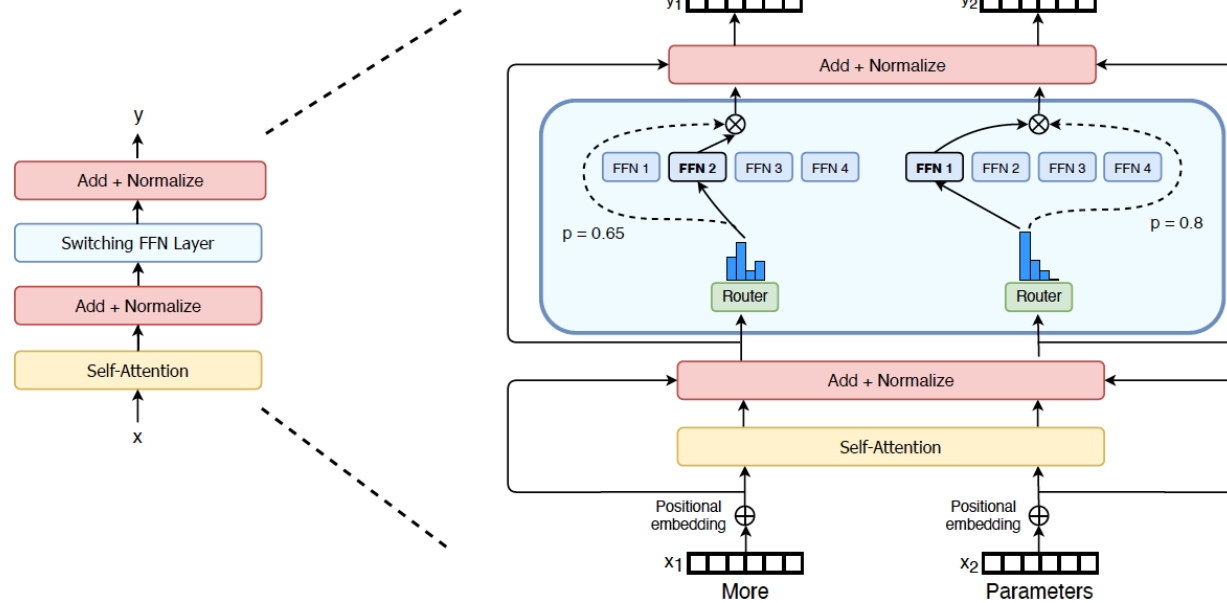 y
Add + Normalize
Switching FFN Layer
Add + Normalize
Self-Attention
x
y1 y2
Add + Normalize
FFN 1 FFN 2 FFN 3 FFN 4 FFN 1 FFN 2 FFN 3 FFN 4
p = 0.65 p = 0.8
Router Router
Add + Normalize
Self-Attention
Positional
embedding
Positional
embedding
x1 x2
More Parameters